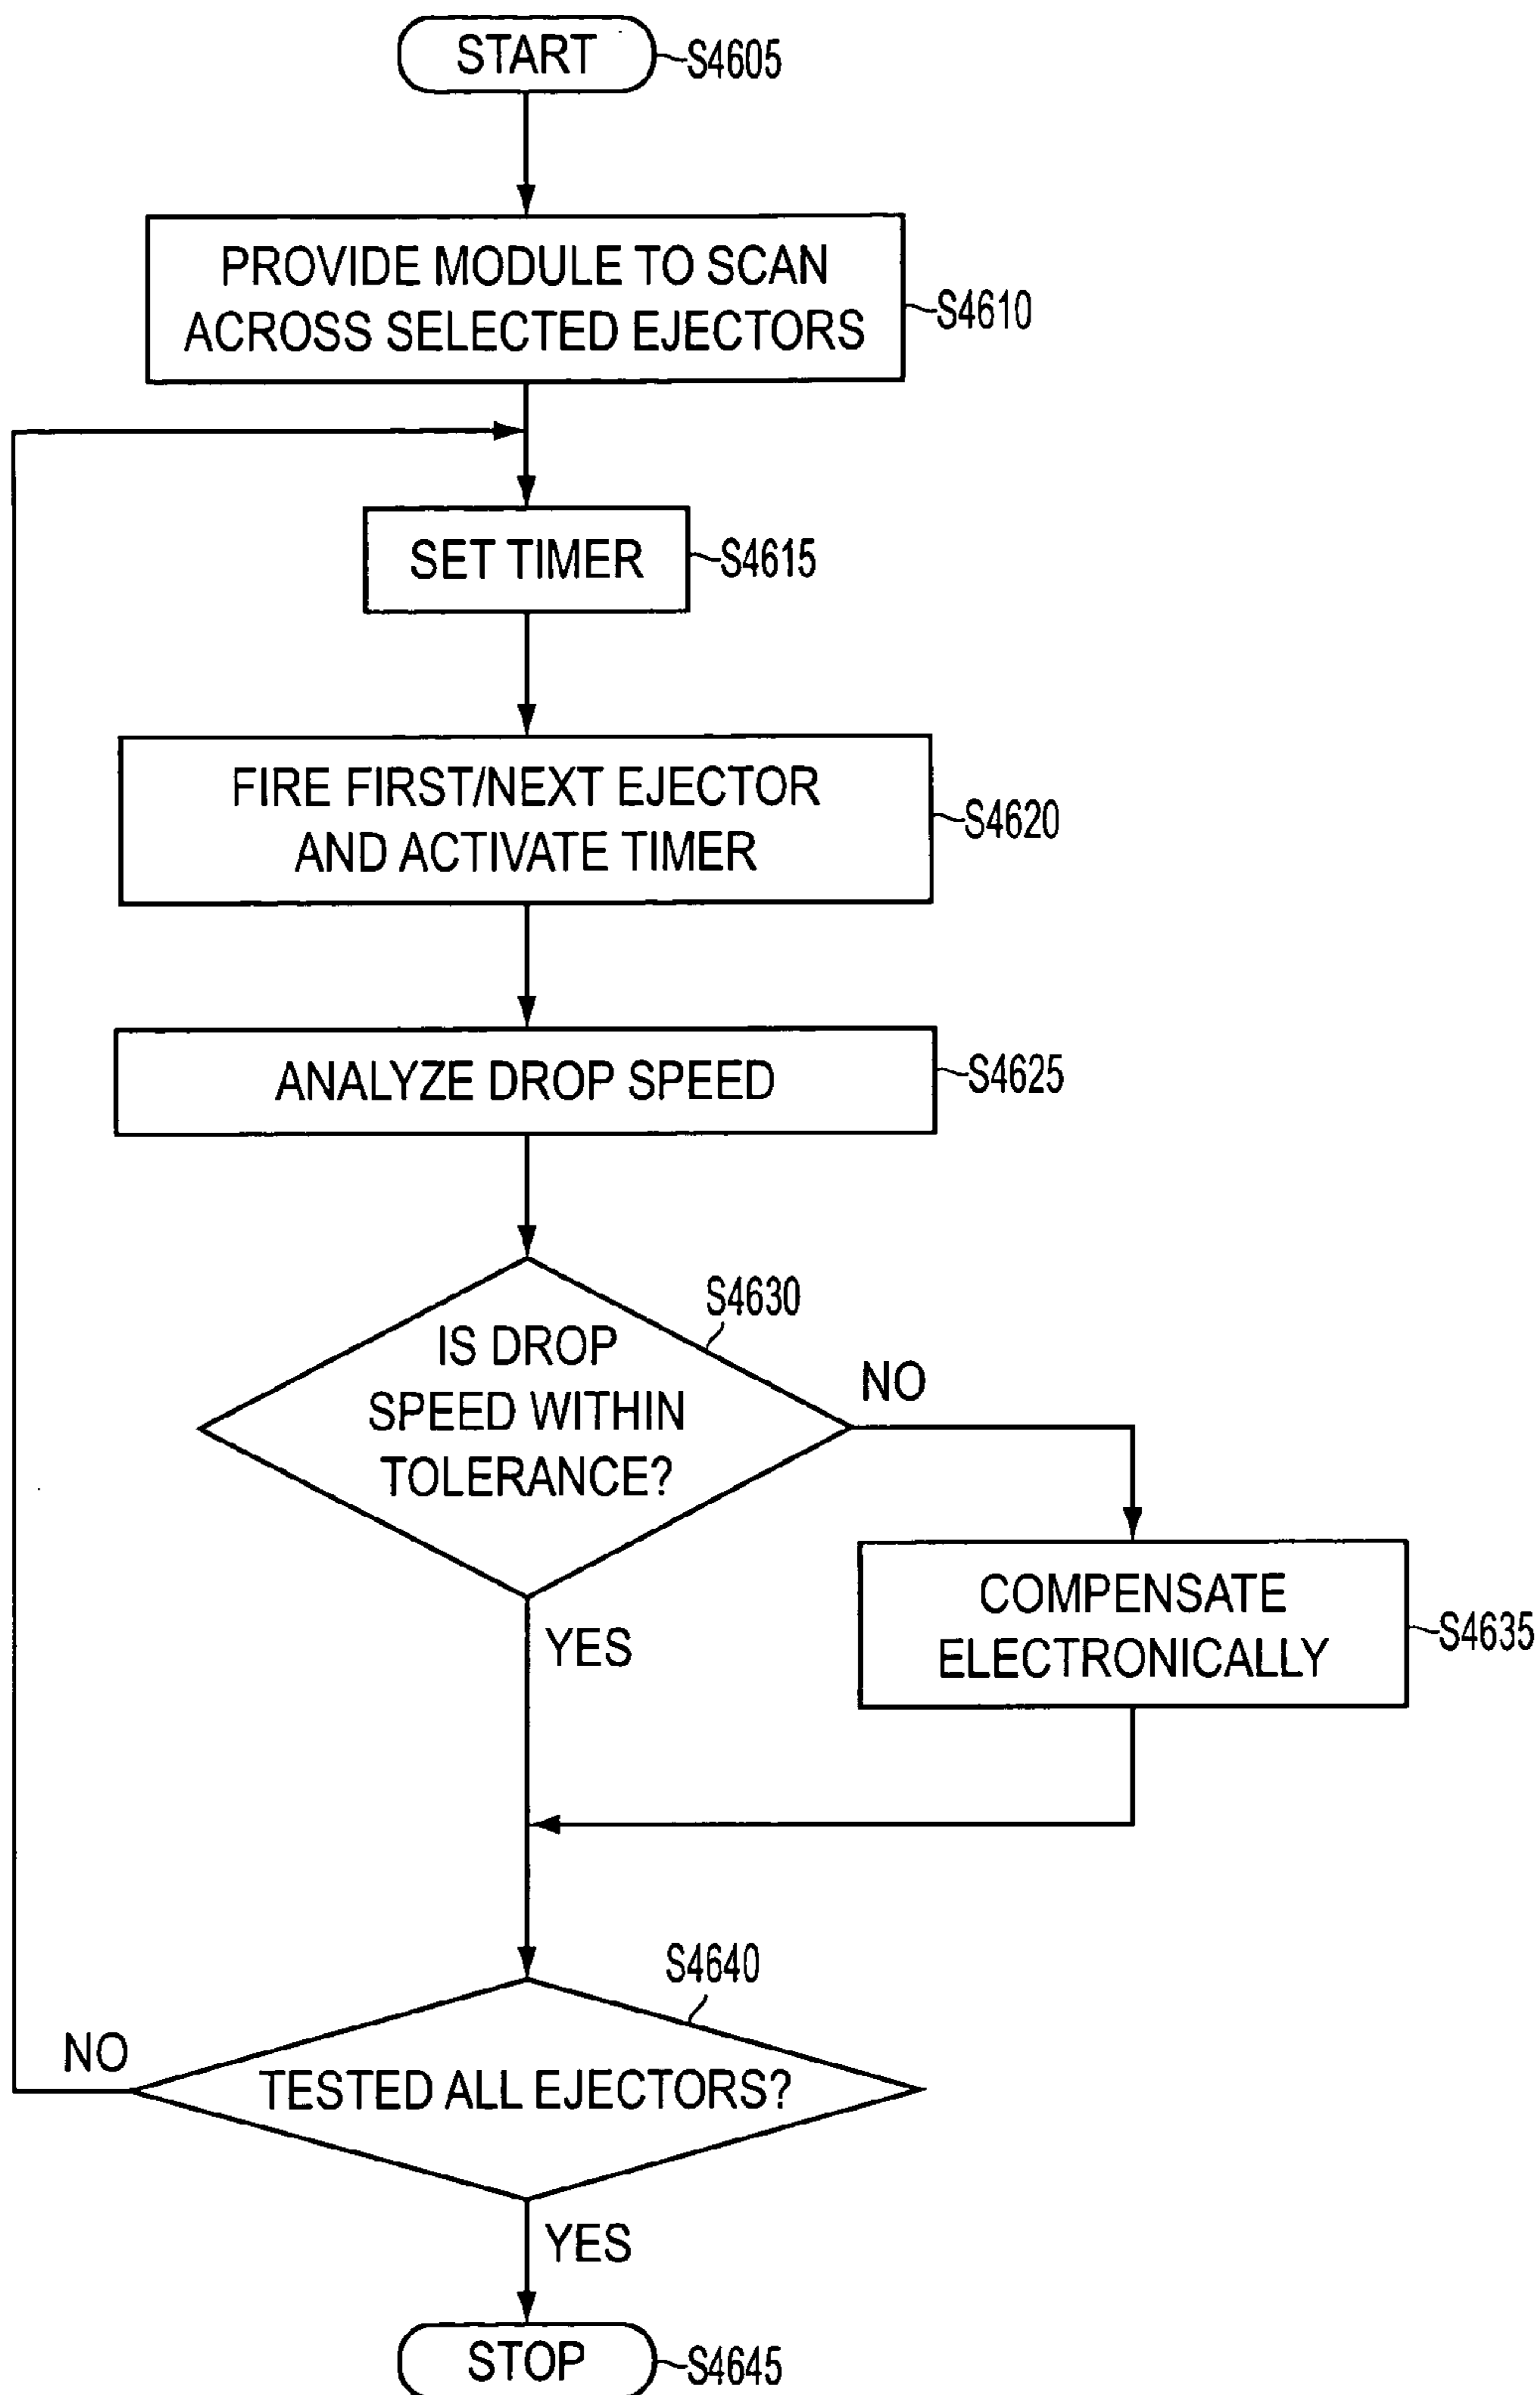 START
S4605
PROVIDE MODULE TO SCAN
ACROSS SELECTED EJECTORS
S4610
SET TIMER
S4615
FIRE FIRST/NEXT EJECTOR
AND ACTIVATE TIMER
S4620
ANALYZE DROP SPEED
S4625
S4630
IS DROP
SPEED WITHIN
TOLERANCE?
NO
COMPENSATE
ELECTRONICALLY
S4635
YES
S4640
NO
TESTED ALL EJECTORS?
YES
STOP
S4645